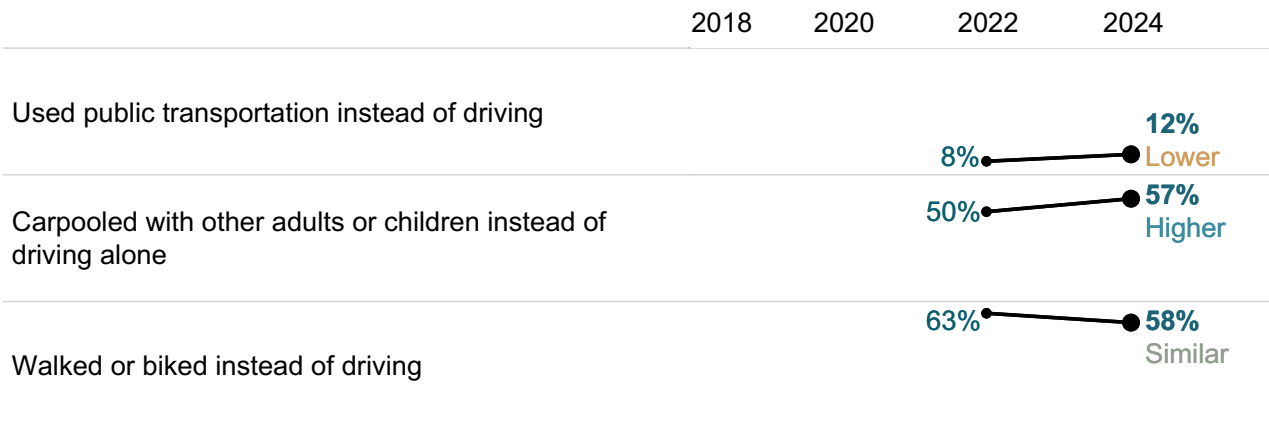 2018 2020 2022 2024
Used public transportation instead of driving
8%
12%
Lower
Carpooled with other adults or children instead of
driving alone
50%
57%
Higher
Walked or biked instead of driving
63%
58%
Similar